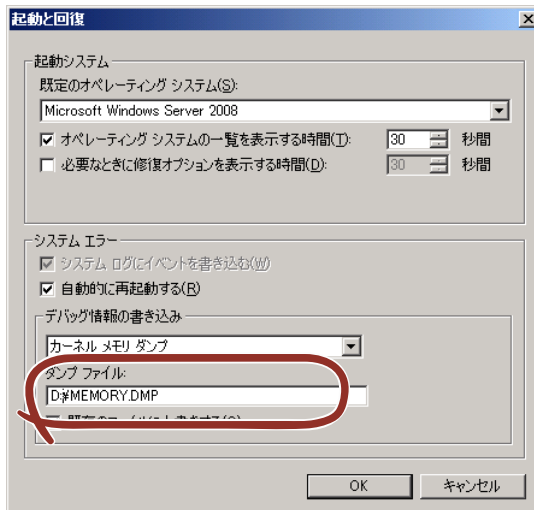 起動と回復
起動システム
既定のオペレーティング システム(S):
Microsoft Windows Server 2008
オペレーティング システムの一覧を表示する時間(T): 30 秒間
必要なときに修復オプションを表示する時間(D): 30 秒間
システム エラー
システム ログにイベントを書き込む(W)
自動的に再起動する(R)
デバッグ情報の書き込み
カーネル メモリ ダンプ
ダンプ ファイル:
D:¥MEMORY.DMP
OK キャンセル